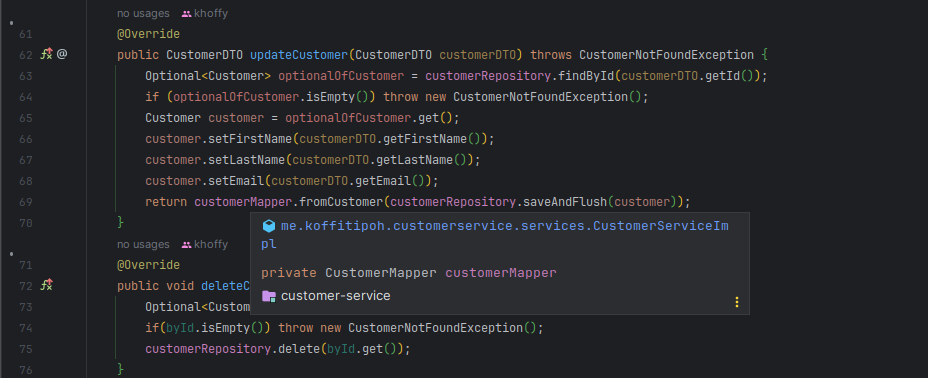 no usages khoffy
61 @Override
62 @ public CustomerDTO updateCustomer(CustomerDTO customerDTO) throws CustomerNotFoundException {
63 Optional<Customer> optionalOfCustomer = customerRepository.findById(customerDTO.getId());
64 if (optionalOfCustomer.isEmpty()) throw new CustomerNotFoundException();
65 Customer customer = optionalOfCustomer.get();
66 customer.setFirstName(customerDTO.getFirstName());
67 customer.setLastName(customerDTO.getLastName());
68 customer.setEmail(customerDTO.getEmail());
69 return customerMapper.fromCustomer(customerRepository.saveAndFlush(customer));
70 }
me.koffitipoh.customerservice.services.CustomerServiceIm
pl
private CustomerMapper customerMapper
customer-service
no usages khoffy
71 @Override
72 public void deleteC
73 Optional<Custom
74 if(byId.isEmpty()) throw new CustomerNotFoundException();
75 customerRepository.delete(byId.get());
76 }